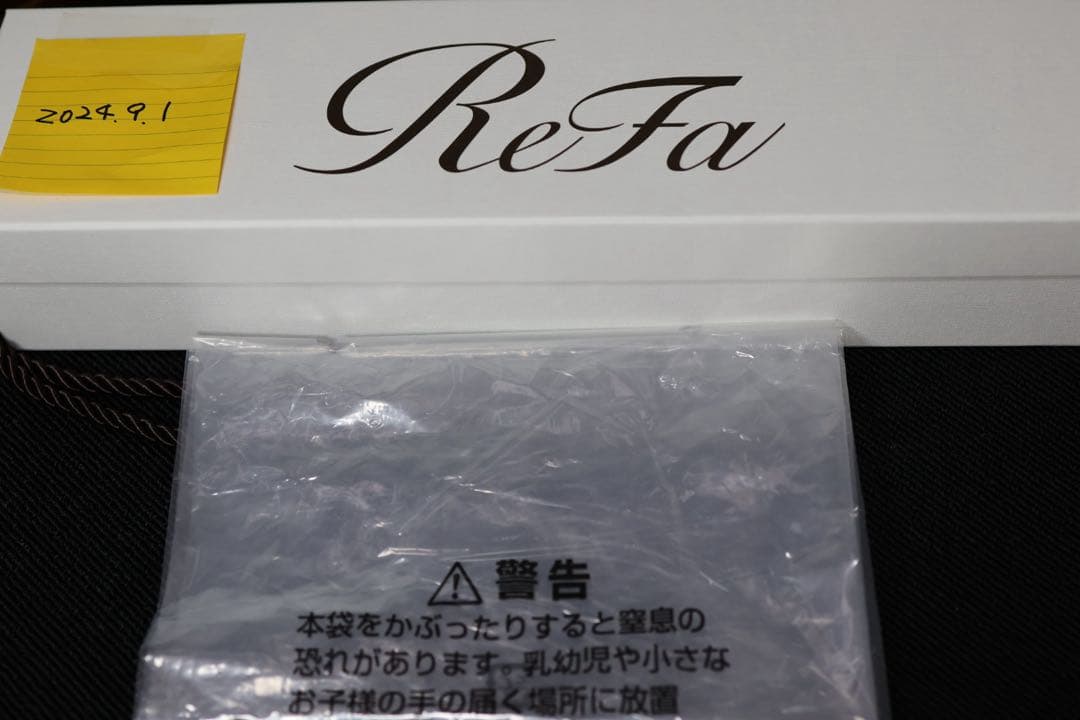 2024.9.1
ReFa
警告
本袋をかぶったりすると窒息の
恐れがあります。乳幼児や小さな
お子様の手の届く場所に放置